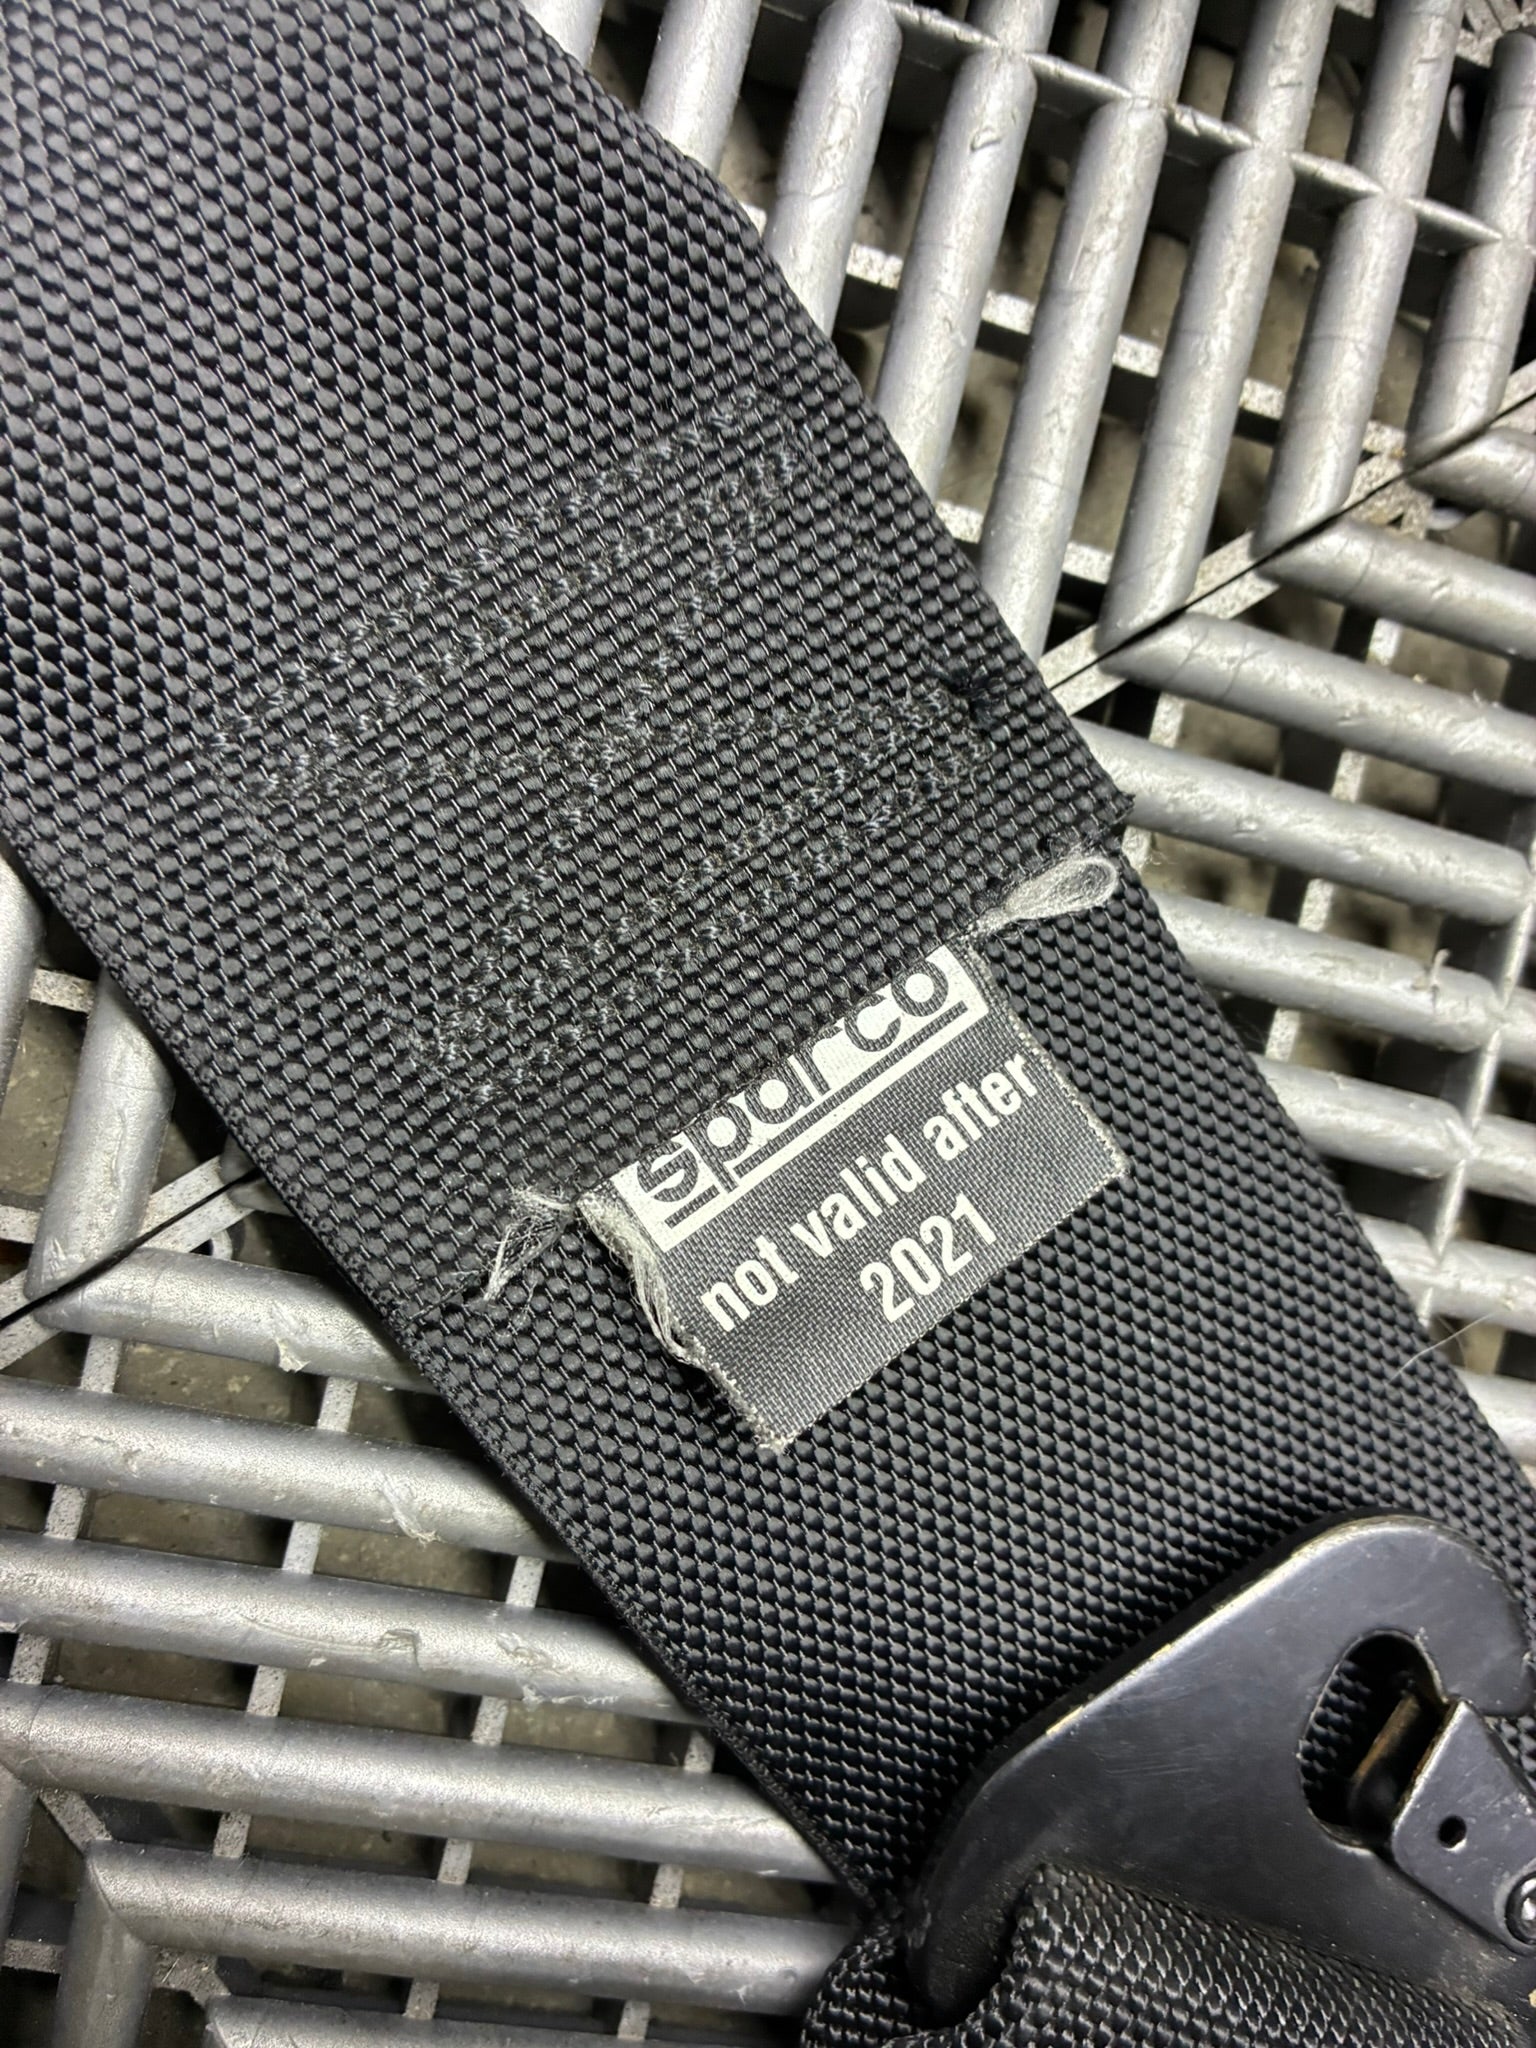 sparco
not valid after
2021